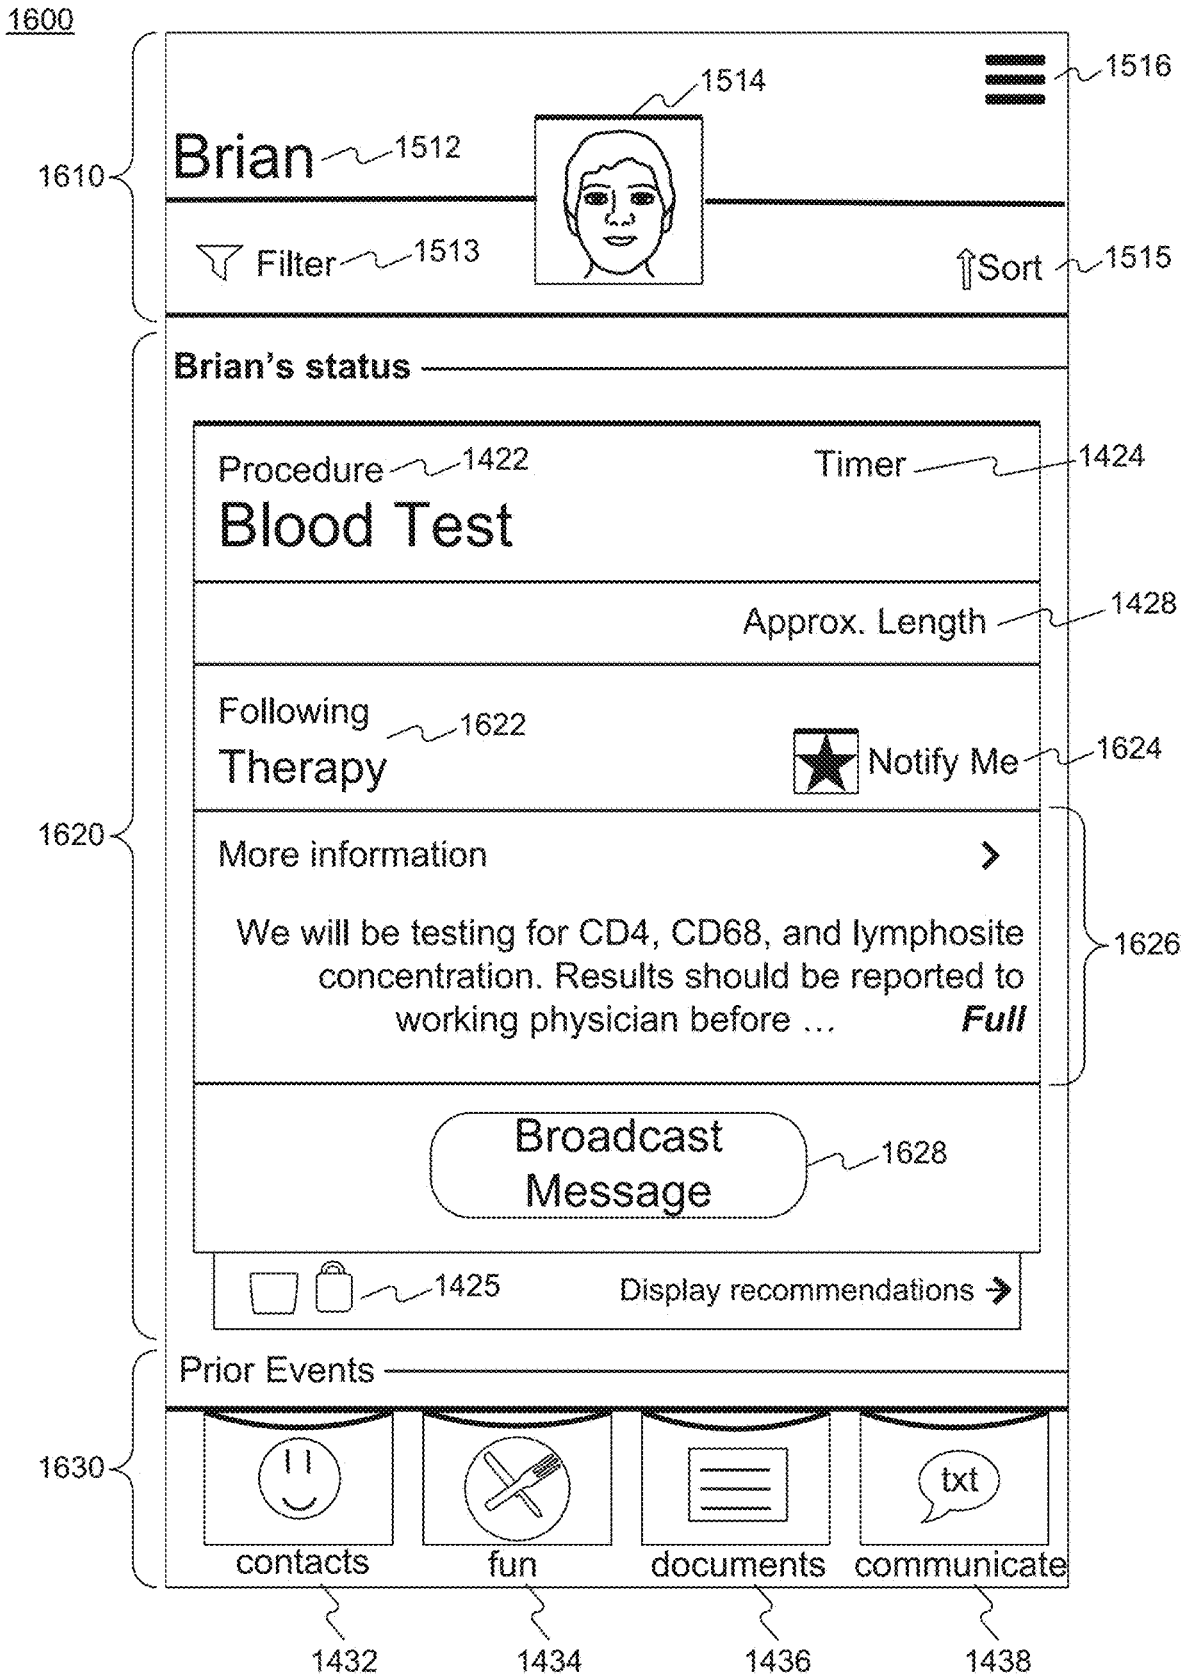 1600
1514
1516
Brian 1512
1610
Filter 1513
Sort 1515
Brian's status
Procedure 1422
Timer 1424
Blood Test
Approx. Length 1428
Following
Therapy 1622
Notify Me 1624
1620
More information >
We will be testing for CD4, CD68, and lymphosite
concentration. Results should be reported to
working physician before ... Full
1626
Broadcast
Message
1628
1425
Display recommendations
Prior Events
1630
txt
contacts fun documents communicate
1432 1434 1436 1438